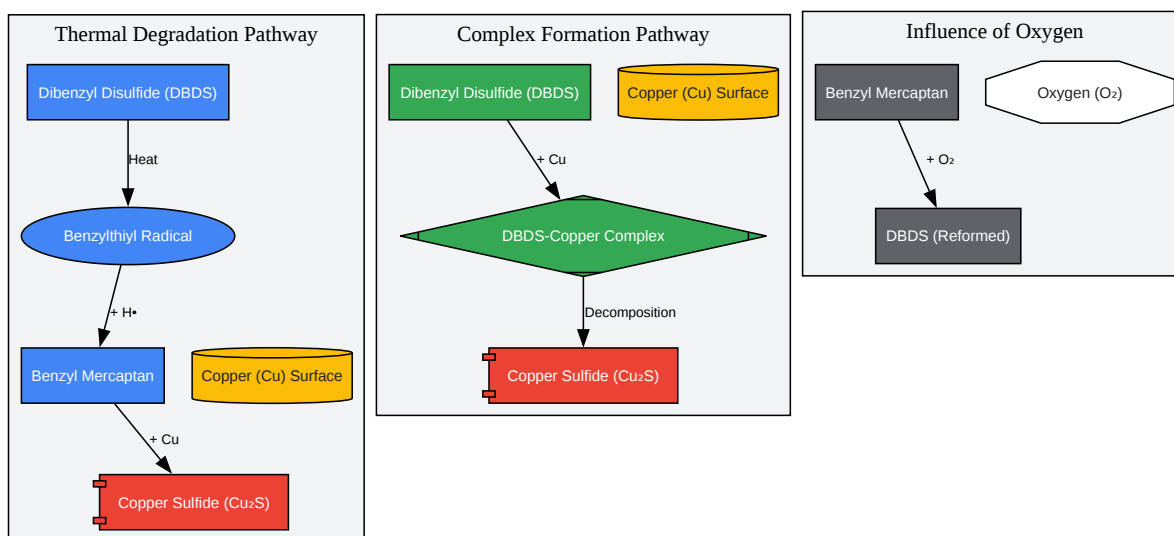 Thermal Degradation Pathway
Dibenzyl Disulfide (DBDS)
Heat
Benzylthiyl Radical
+ H•
Benzyl Mercaptan
Copper (Cu) Surface
+ Cu
Copper Sulfide (Cu₂S)
Complex Formation Pathway
Dibenzyl Disulfide (DBDS)
Copper (Cu) Surface
+ Cu
DBDS-Copper Complex
Decomposition
Copper Sulfide (Cu₂S)
Influence of Oxygen
Benzyl Mercaptan
Oxygen (O₂)
+ O₂
DBDS (Reformed)